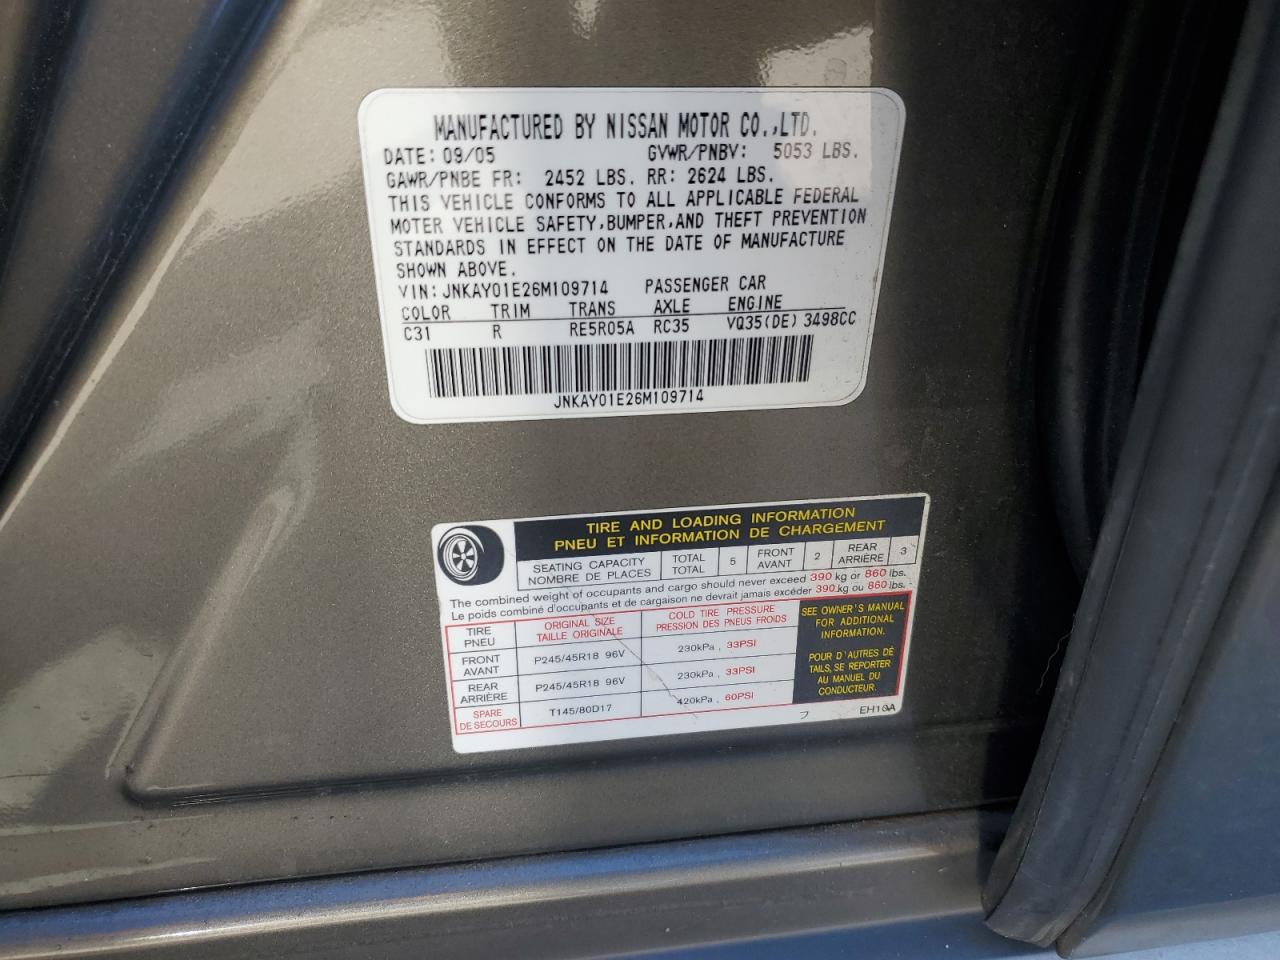 MANUFACTURED BY NISSAN MOTOR CO.,LTD.
DATE: 09/05 GVWR/PNBV: 5053 LBS.
GAWR/PNBE FR: 2452 LBS. RR: 2624 LBS.
THIS VEHICLE CONFORMS TO ALL APPLICABLE FEDERAL
MOTER VEHICLE SAFETY,BUMPER,AND THEFT PREVENTION
STANDARDS IN EFFECT ON THE DATE OF MANUFACTURE
SHOWN ABOVE.
VIN: JNKAY01E26M109714 PASSENGER CAR
COLOR TRIM TRANS AXLE ENGINE
C31 R RE5R05A RC35 VQ35(DE) 3498CC
JNKAY01E26M109714
TIRE AND LOADING INFORMATION
PNEU ET INFORMATION DE CHARGEMENT
SEATING CAPACITY TOTAL 5 FRONT 2 REAR 3
NOMBRE DE PLACES TOTAL AVANT ARRIÈRE
The combined weight of occupants and cargo should never exceed 390 kg or 860 lbs.
Le poids combiné d'occupants et de cargaison ne devrait jamais excéder 390 kg ou 860 lbs.
TIRE ORIGINAL SIZE COLD TIRE PRESSURE
PNEU TAILLE ORIGINALE PRESSION DES PNEUS FROIDS
FRONT P245/45R18 96V 230kPa , 33PSI
AVANT
REAR P245/45R18 96V 230kPa , 33PSI
ARRIÈRE
SPARE T145/80D17 420kPa , 60PSI
DE SECOURS
SEE OWNER'S MANUAL
FOR ADDITIONAL
INFORMATION.
POUR D'AUTRES DÉ
TAILS, SE REPORTER
AU MANUEL DU
CONDUCTEUR.
EH10A